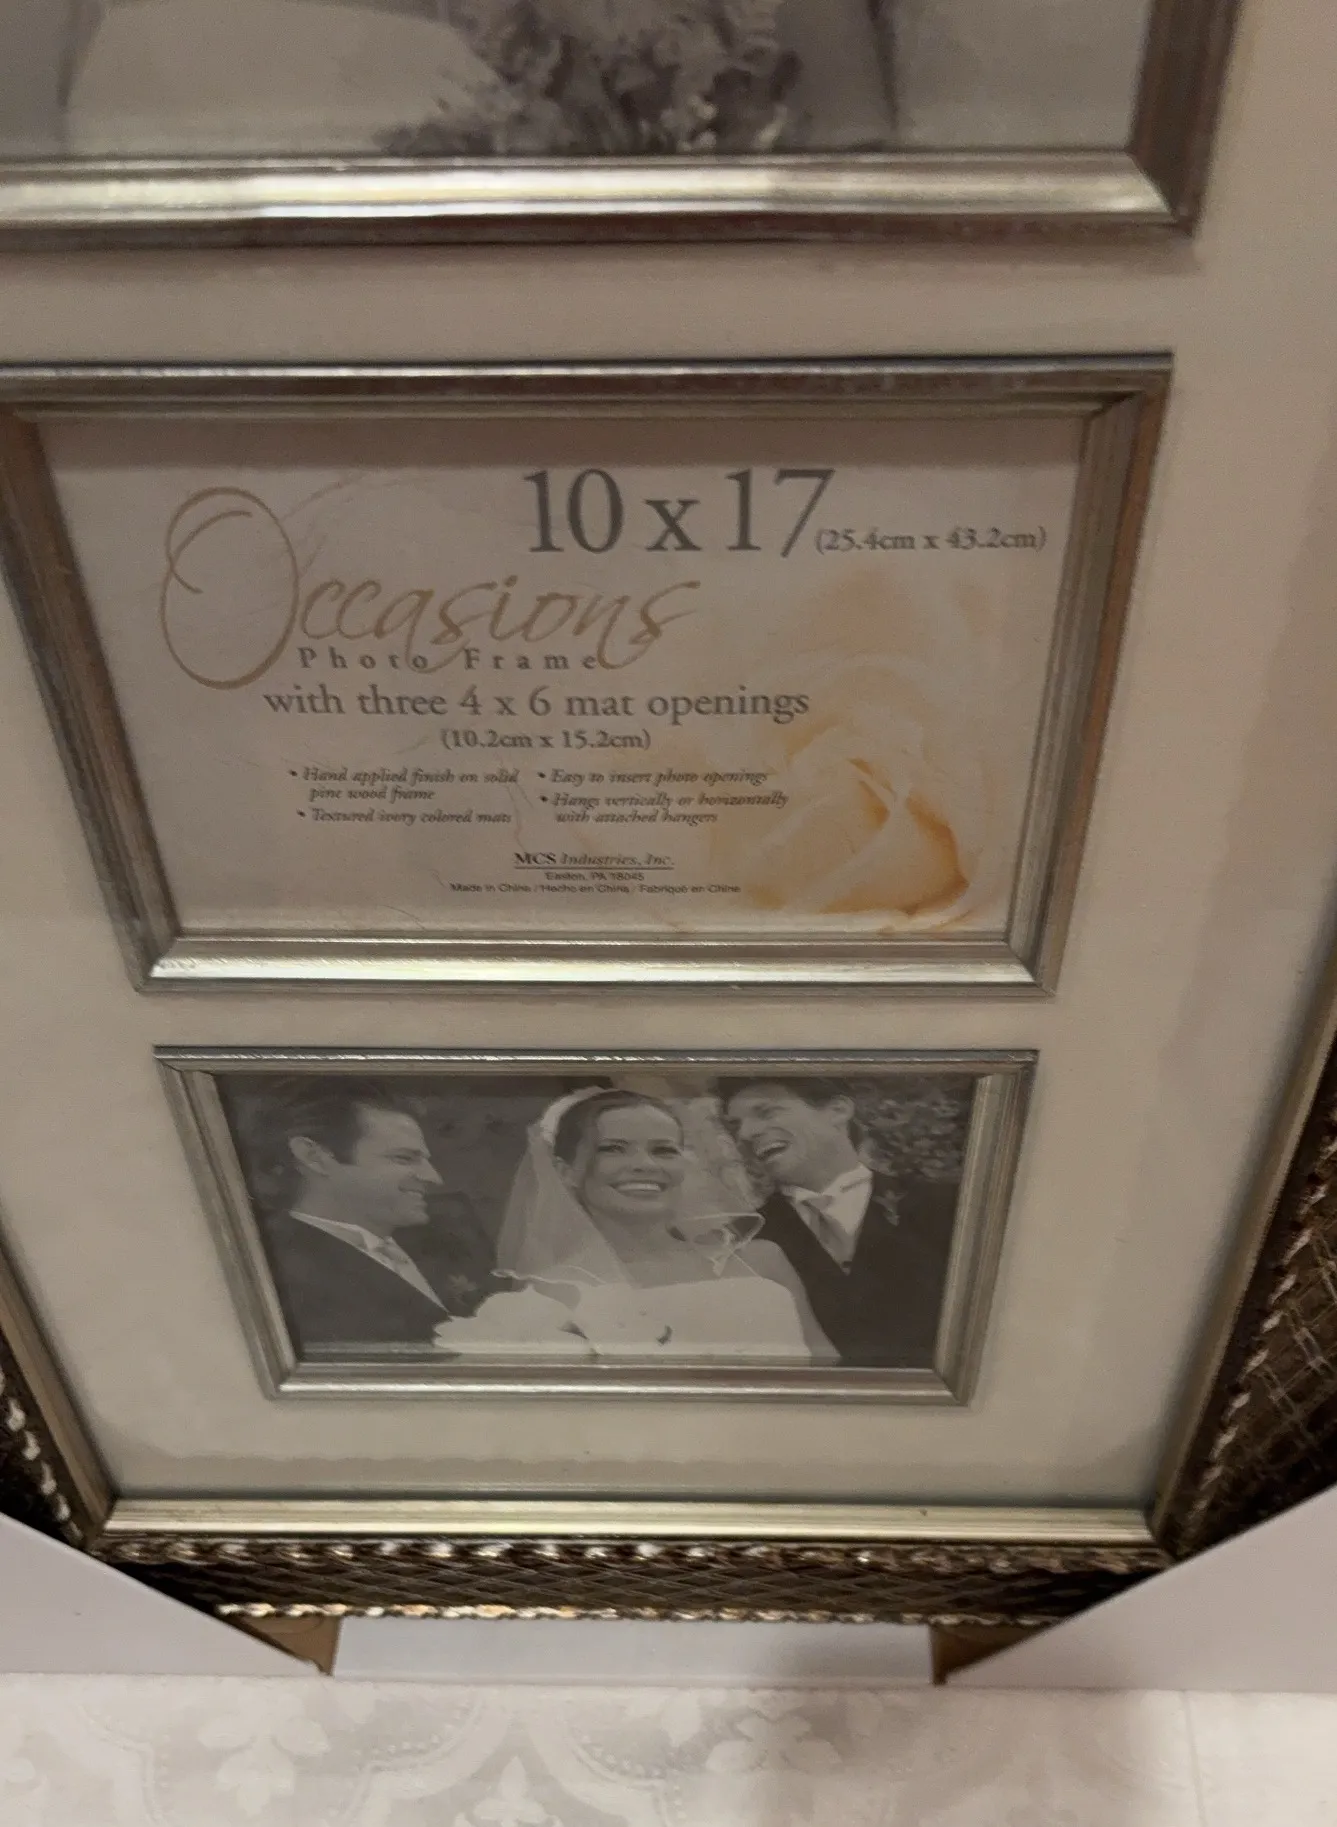 10 x 17 (25.4cm x 43.2cm)
Occasions
Photo Frame
with three 4 x 6 mat openings
(10.2cm x 15.2cm)
• Hand applied finish on solid
pine wood frame
• Textured ivory colored mats
• Easy to insert photo openings
• Hangs vertically or horizontally
with attached hangers
MCS Industries, Inc.
Easton, PA 18045
Made in China / Hecho en China / Fabriqué en Chine